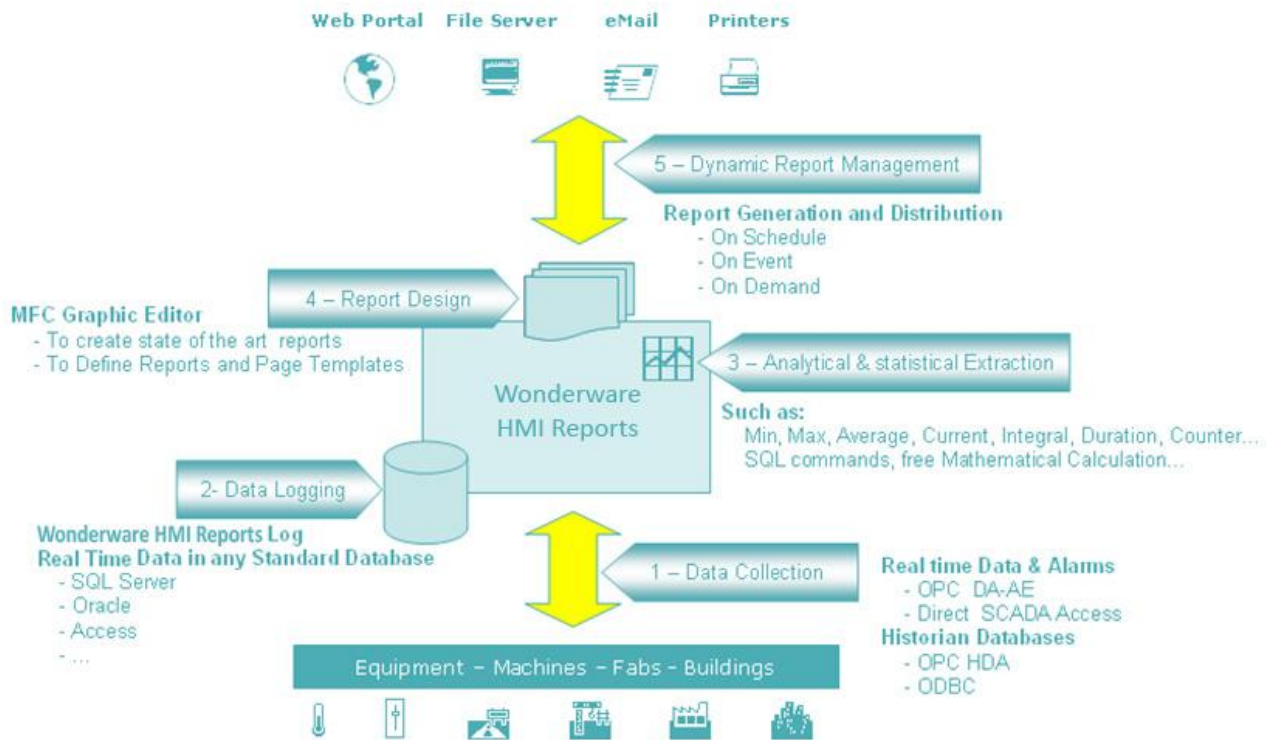 Web Portal File Server eMail Printers
5 – Dynamic Report Management
Report Generation and Distribution
- On Schedule
- On Event
- On Demand
4 – Report Design
MFC Graphic Editor
- To create state of the art reports
- To Define Reports and Page Templates
Wonderware
HMI Reports
3 – Analytical & statistical Extraction
Such as:
Min, Max, Average, Current, Integral, Duration, Counter...
SQL commands, free Mathematical Calculation...
2- Data Logging
Wonderware HMI Reports Log
Real Time Data in any Standard Database
- SQL Server
- Oracle
- Access
- ...
1 – Data Collection
Real time Data & Alarms
- OPC DA-AE
- Direct SCADA Access
Historian Databases
- OPC HDA
- ODBC
Equipment – Machines – Fabs - Buildings